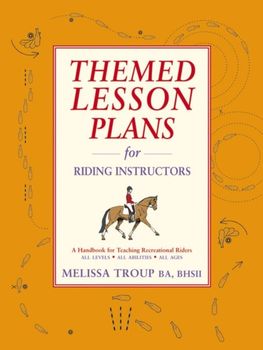 THEMED
LESSON
PLANS
for
RIDING INSTRUCTORS
A Handbook for Teaching Recreational Riders
ALL LEVELS • ALL ABILITIES • ALL AGES
MELISSA TROUP BA, BHSII